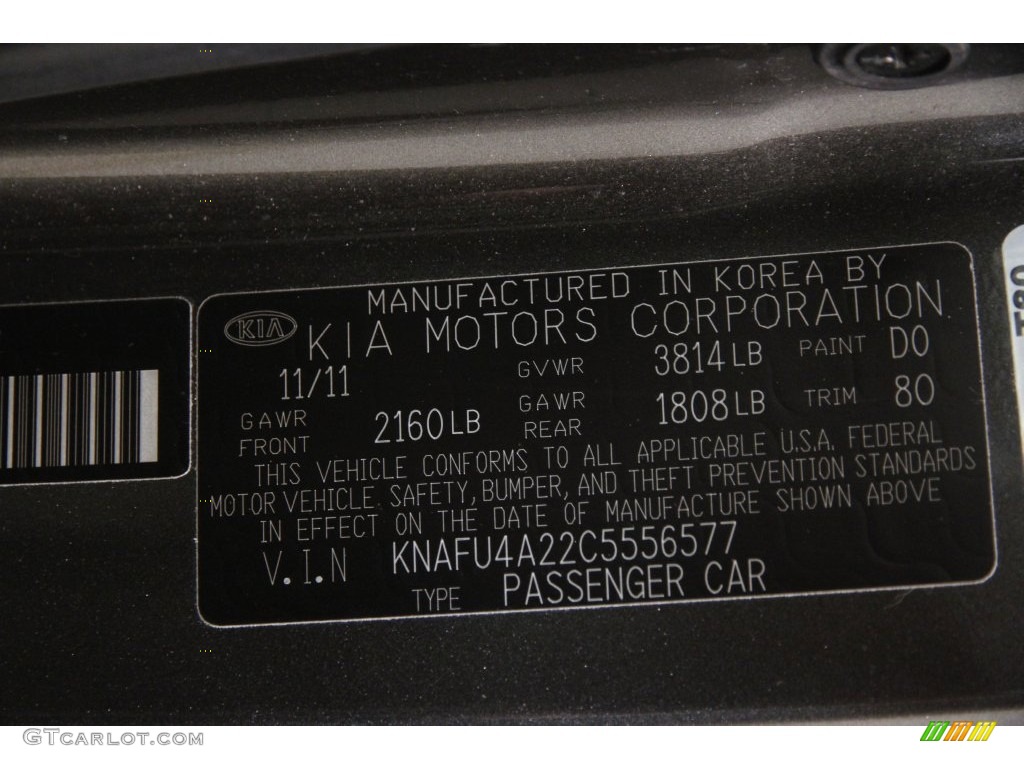 MANUFACTURED IN KOREA BY
KIA KIA MOTORS CORPORATION
11/11 GVWR 3814 LB PAINT D0
GAWR FRONT 2160 LB GAWR REAR 1808 LB TRIM 80
THIS VEHICLE CONFORMS TO ALL APPLICABLE U.S.A. FEDERAL
MOTOR VEHICLE, SAFETY, BUMPER, AND THEFT PREVENTION STANDARDS
IN EFFECT ON THE DATE OF MANUFACTURE SHOWN ABOVE
V.I.N KNAFU4A22C5556577
TYPE PASSENGER CAR
GTCARLOT.COM